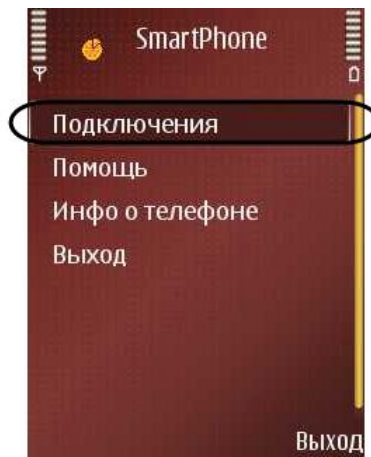 SmartPhone
Подключения
Помощь
Инфо о телефоне
Выход
Выход